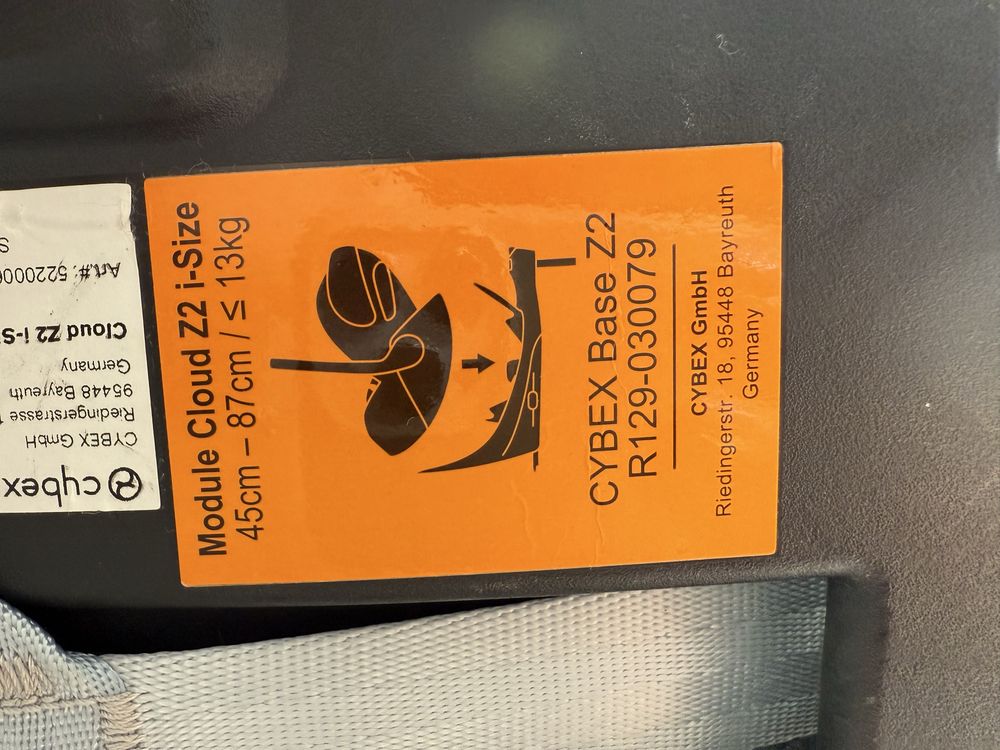 Module Cloud Z2 i-Size
45cm – 87cm / ≤ 13kg
CYBEX Base Z2
R129-030079
CYBEX GmbH
Riedingerstr. 18, 95448 Bayreuth
Germany
cybex
CYBEX GmbH
Riedingerstrasse
95448 Bayreuth
Germany
Cloud Z2 i-S
Art.#: 5220006
S